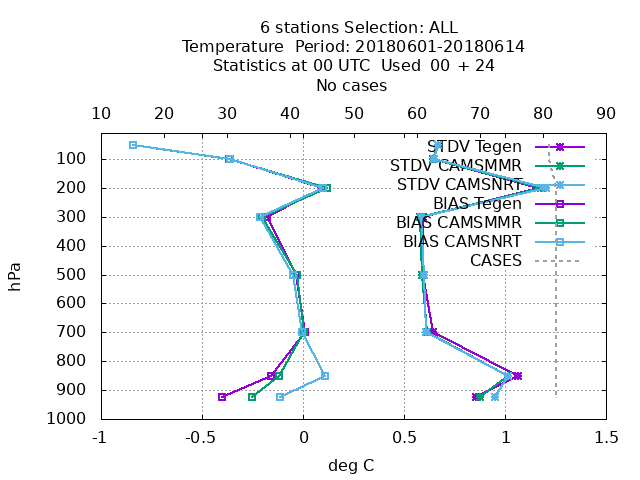 6 stations Selection: ALL
Temperature  Period: 20180601-20180614
Statistics at 00 UTC  Used  00 + 24
No cases
10 20 30 40 50 60 70 80 90
STDV Tegen
STDV CAMSMMR
STDV CAMSNRT
BIAS Tegen
BIAS CAMSMMR
BIAS CAMSNRT
CASES
hPa
100
200
300
400
500
600
700
800
900
1000
-1 -0.5 0 0.5 1 1.5
deg C